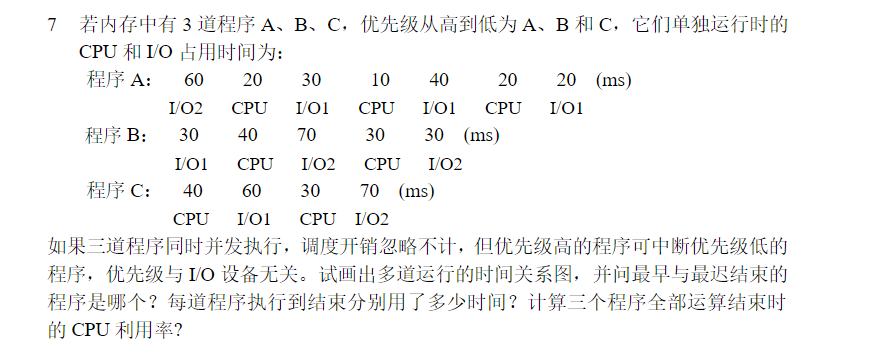 7 若内存中有 3 道程序 A、B、C，优先级从高到低为 A、B 和 C，它们单独运行时的
CPU 和 I/O 占用时间为：
程序 A： 60 20 30 10 40 20 20 (ms)
I/O2 CPU I/O1 CPU I/O1 CPU I/O1
程序 B： 30 40 70 30 30 (ms)
I/O1 CPU I/O2 CPU I/O2
程序 C： 40 60 30 70 (ms)
CPU I/O1 CPU I/O2
如果三道程序同时并发执行，调度开销忽略不计，但优先级高的程序可中断优先级低的
程序，优先级与 I/O 设备无关。试画出多道运行的时间关系图，并问最早与最迟结束的
程序是哪个？每道程序执行到结束分别用了多少时间？计算三个程序全部运算结束时
的 CPU 利用率？